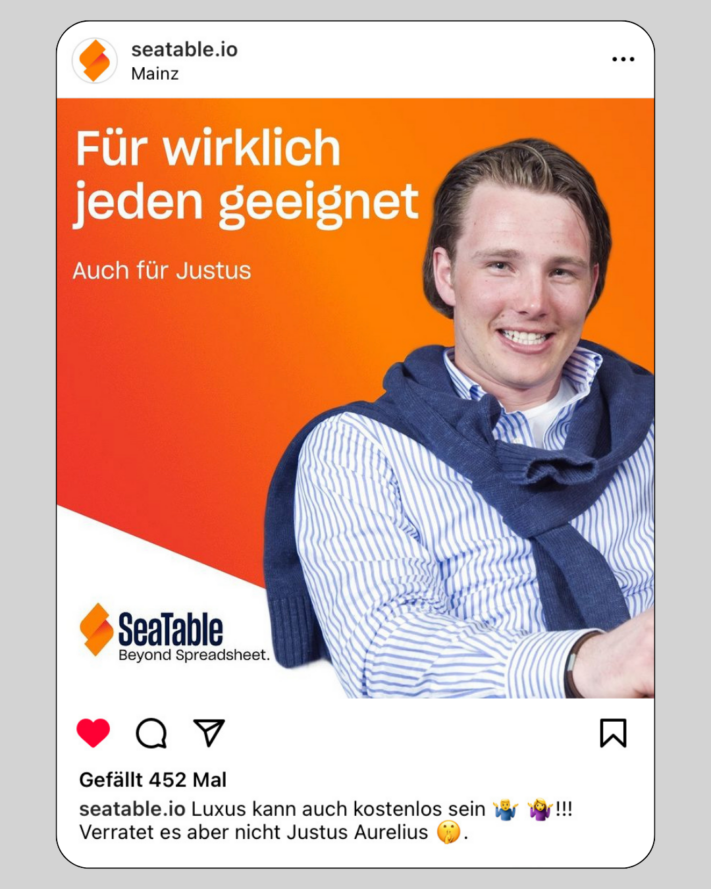 seatable.io
Mainz
Für wirklich
jeden geeignet
Auch für Justus
SeaTable
Beyond Spreadsheet.
Gefällt 452 Mal
seatable.io Luxus kann auch kostenlos sein 🤷‍♂️ 🤷‍♀️!!!
Verratet es aber nicht Justus Aurelius 🤫.